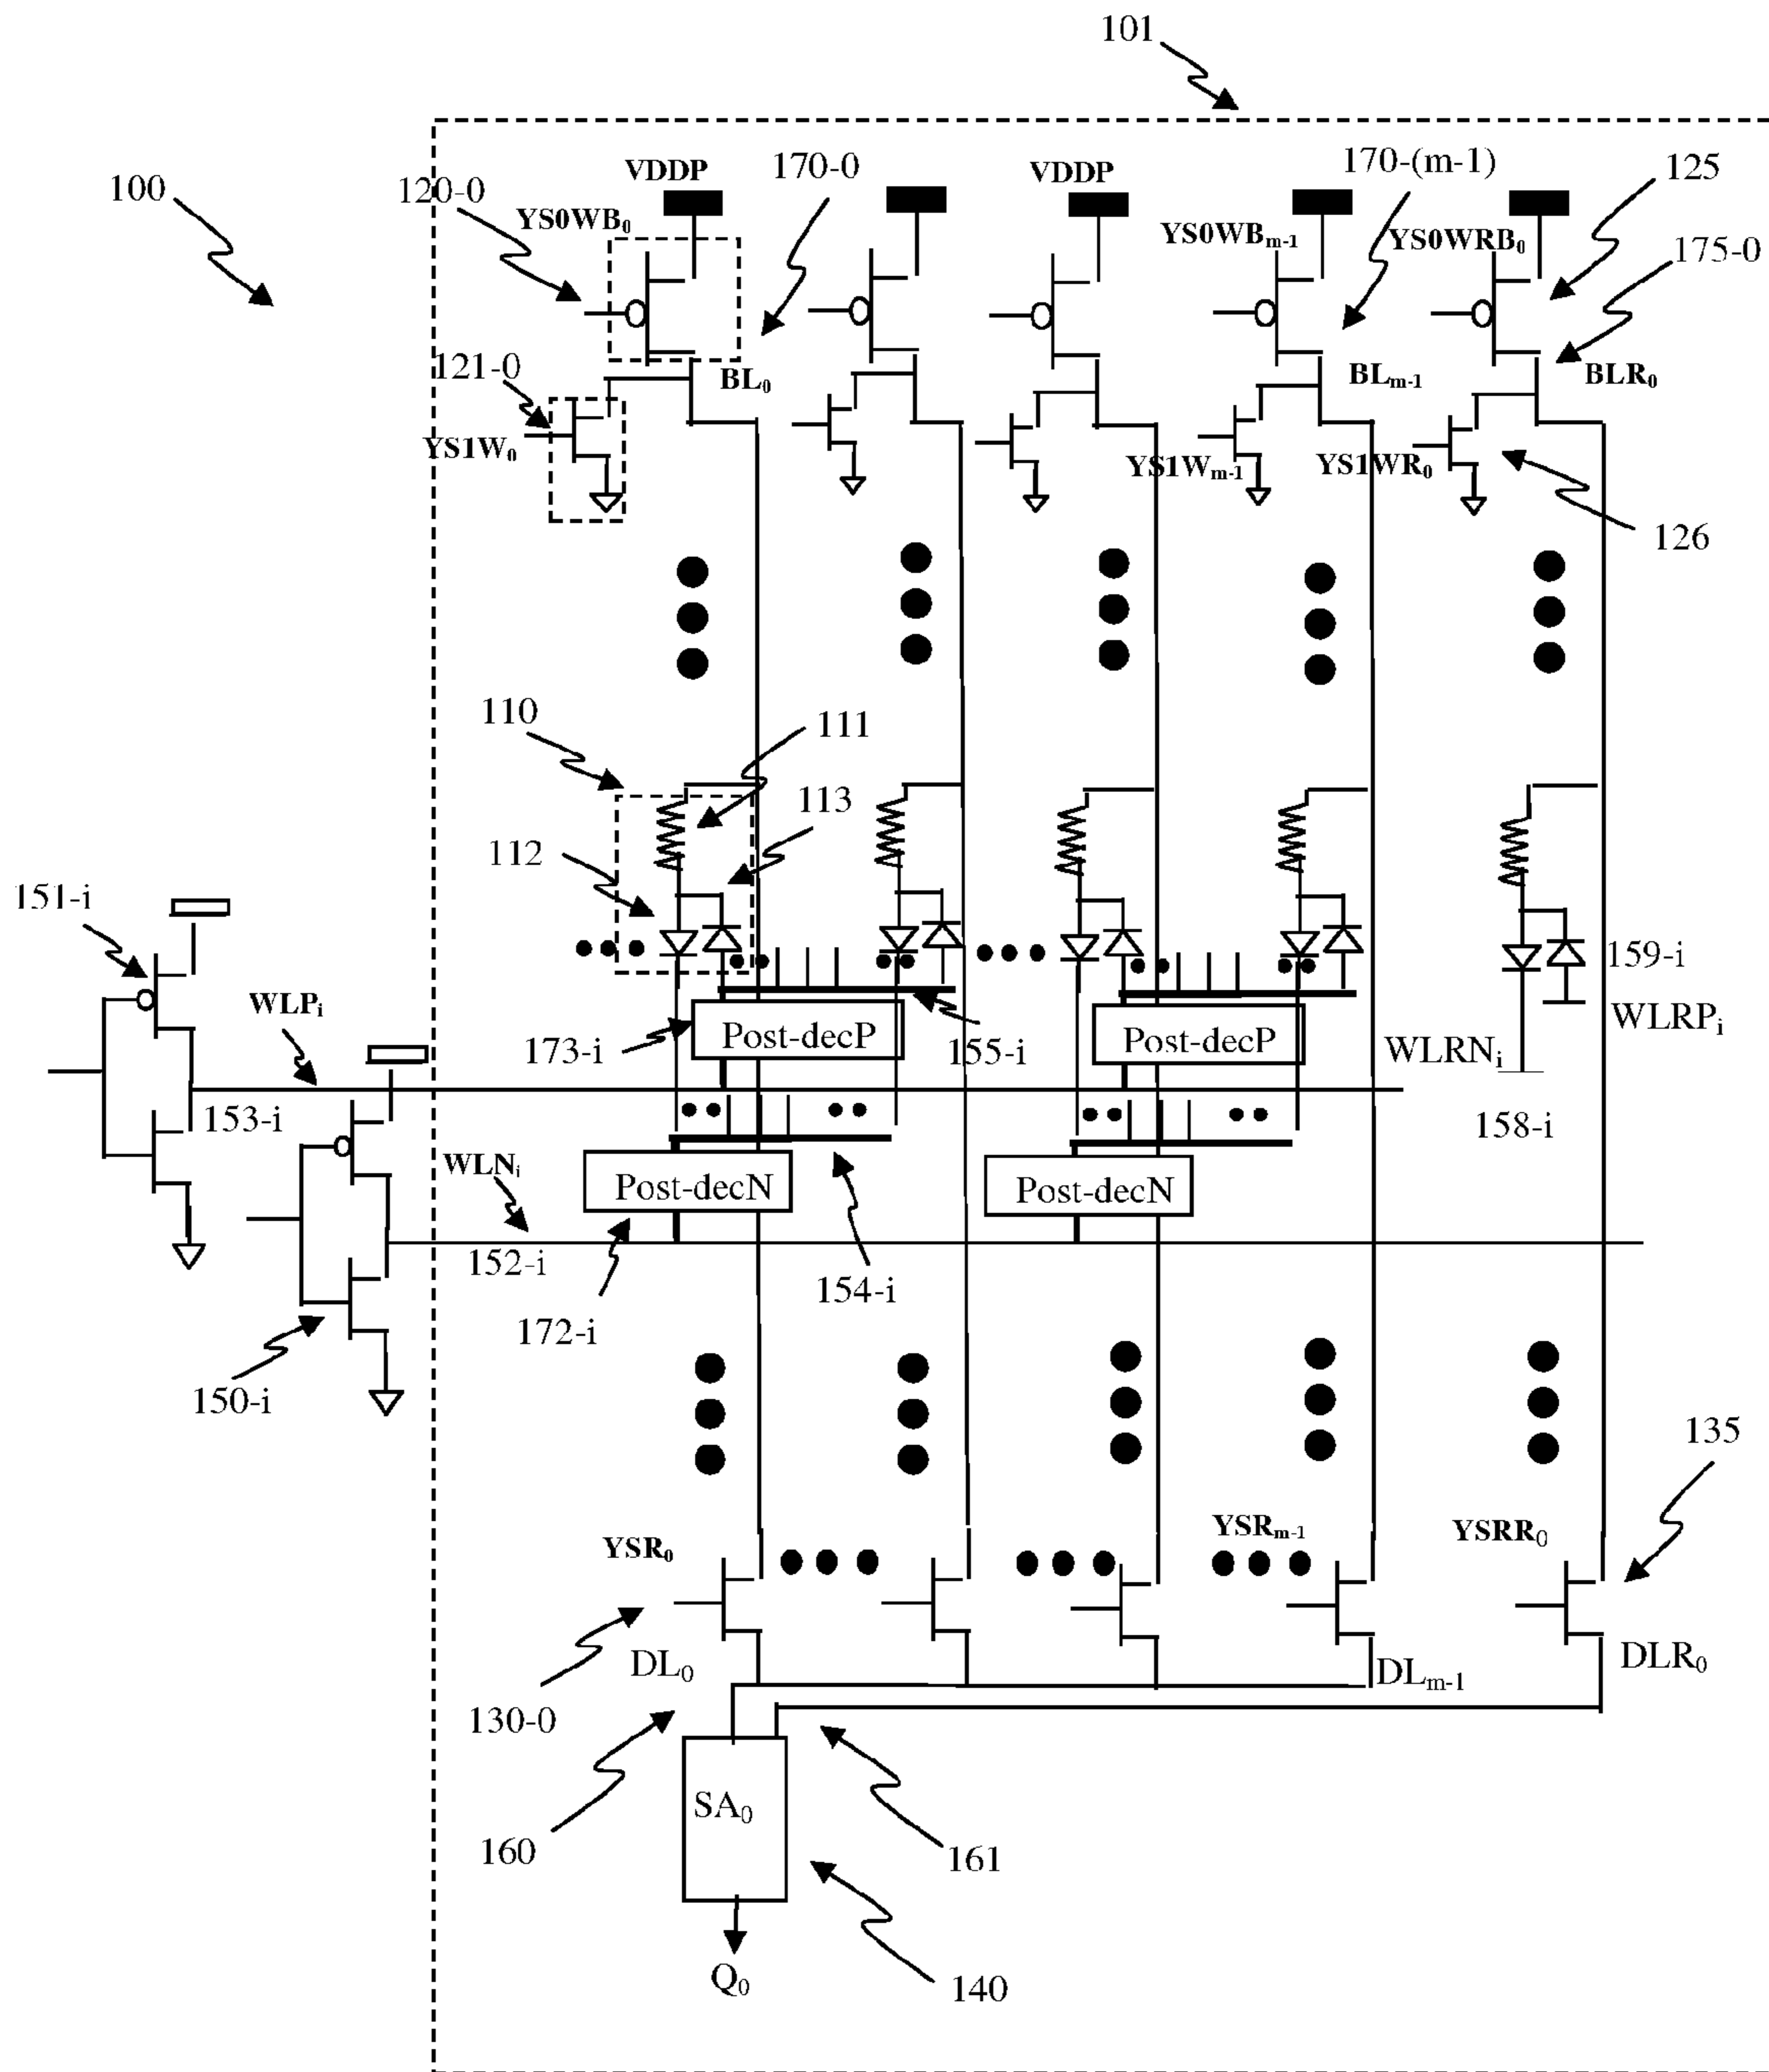 101
100
120-0
VDDP
170-0
VDDP
170-(m-1)
125
YS0WB0
YS0WBm-1
YS0WRB0
175-0
121-0
BL0
BLm-1
BLR0
YS1W0
YS1Wm-1
YS1WR0
126
110
111
113
112
151-i
159-i
WLPi
173-i
Post-decP
155-i
Post-decP
WLRNi
WLRPi
153-i
158-i
WLNi
Post-decN
Post-decN
152-i
154-i
172-i
150-i
135
YSR0
YSRm-1
YSRR0
DL0
DLm-1
DLR0
130-0
160
SA0
161
Q0
140